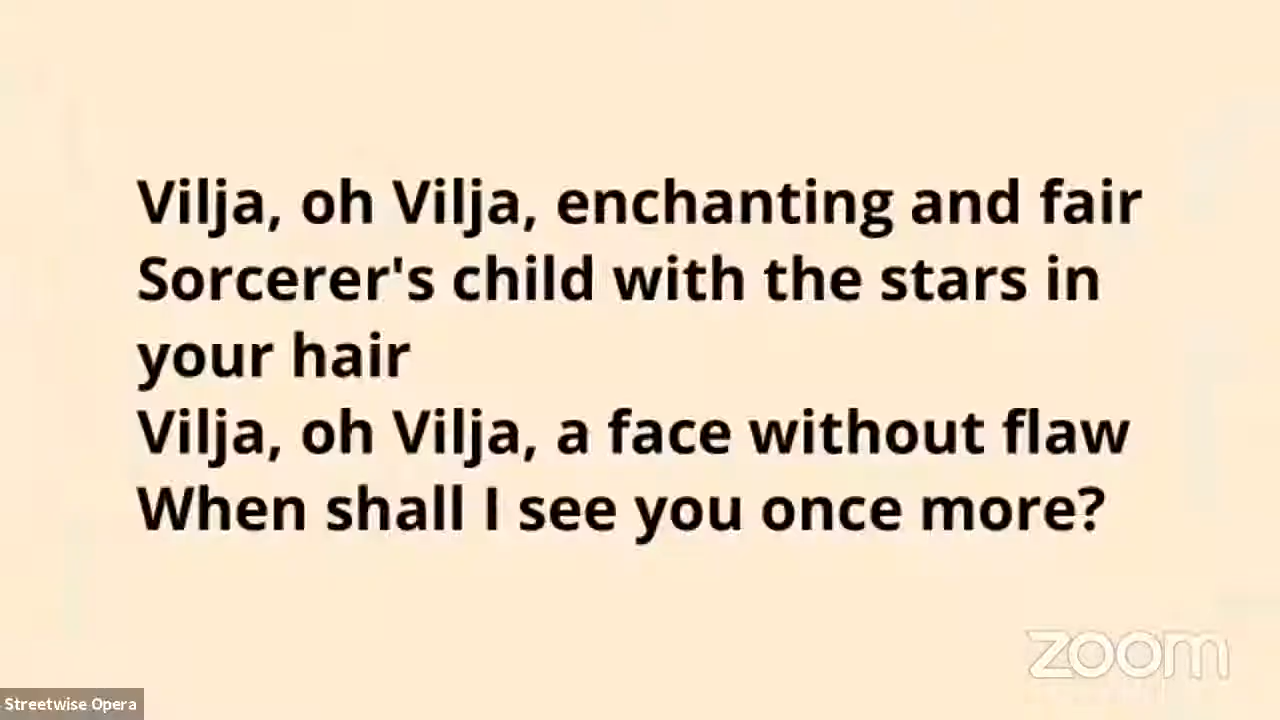 Vilja, oh Vilja, enchanting and fair
Sorcerer's child with the stars in
your hair
Vilja, oh Vilja, a face without flaw
When shall I see you once more?
zoom
Streetwise Opera